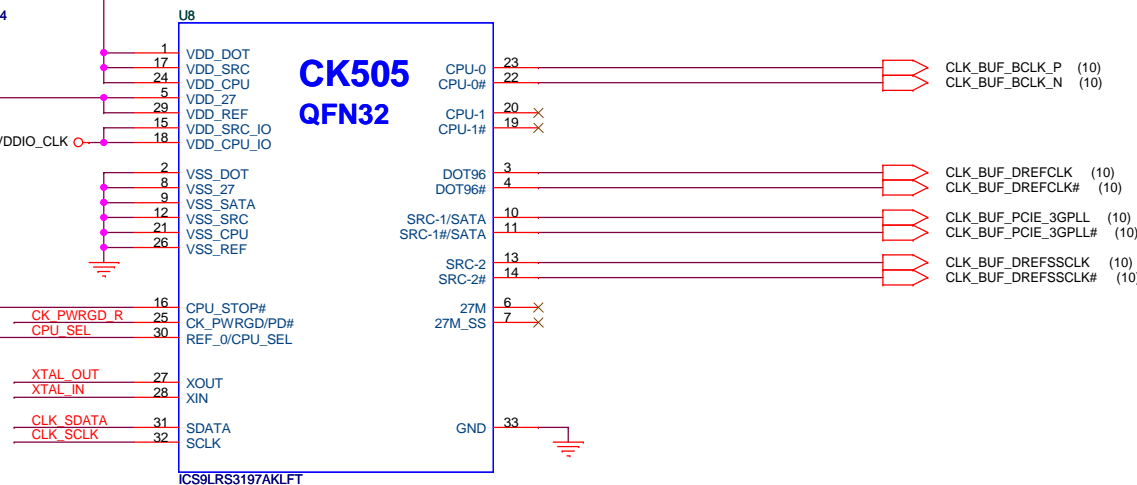 4
U8
CK505
QFN32
1 VDD_DOT
17 VDD_SRC
24 VDD_CPU
5 VDD_27
29 VDD_REF
15 VDD_SRC_IO
VDDIO_CLK 18 VDD_CPU_IO
2 VSS_DOT
8 VSS_27
9 VSS_SATA
12 VSS_SRC
21 VSS_CPU
26 VSS_REF
16 CPU_STOP#
CK_PWRGD_R 25 CK_PWRGD/PD#
CPU_SEL 30 REF_0/CPU_SEL
XTAL_OUT 27 XOUT
XTAL_IN 28 XIN
CLK_SDATA 31 SDATA
CLK_SCLK 32 SCLK
CPU-0 23 CLK_BUF_BCLK_P (10)
CPU-0# 22 CLK_BUF_BCLK_N (10)
CPU-1 20
CPU-1# 19
DOT96 3 CLK_BUF_DREFCLK (10)
DOT96# 4 CLK_BUF_DREFCLK# (10)
SRC-1/SATA 10 CLK_BUF_PCIE_3GPLL (10)
SRC-1#/SATA 11 CLK_BUF_PCIE_3GPLL# (10)
SRC-2 13 CLK_BUF_DREFSSCLK (10)
SRC-2# 14 CLK_BUF_DREFSSCLK# (10)
27M 6
27M_SS 7
GND 33
ICS9LRS3197AKLFT